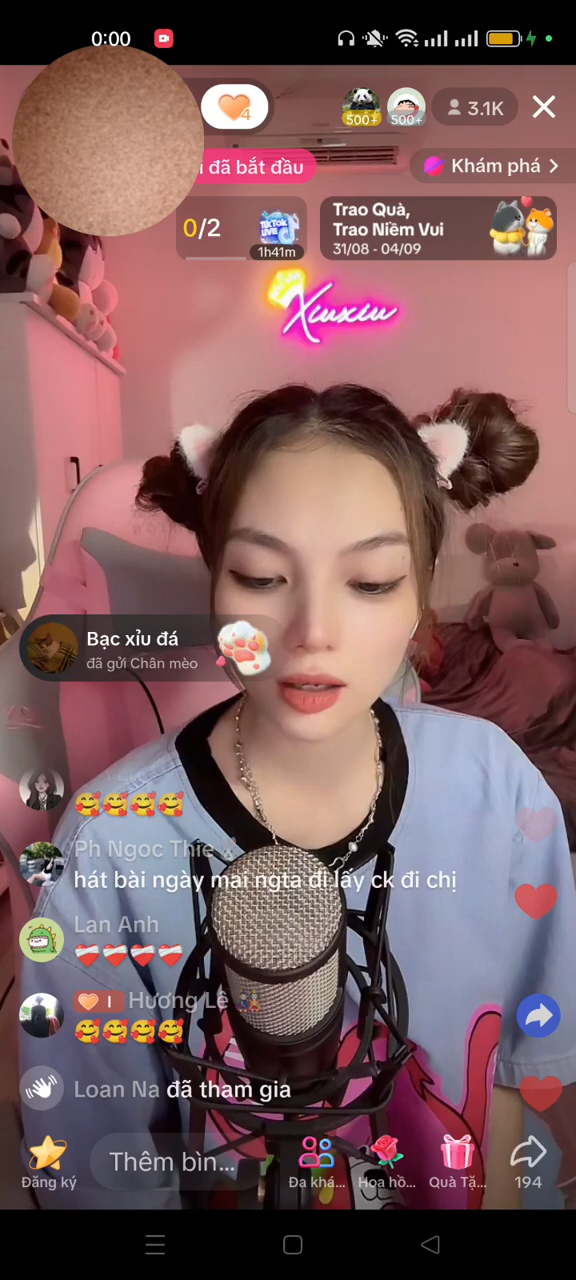 0:00
4
500+
500+
3.1K
i đã bắt đầu
Khám phá
0/2
TikTok
LIVE
1h41m
Trao Quà,
Trao Niềm Vui
31/08 - 04/09
Xiuxiu
Bạc xỉu đá
đã gửi Chân mèo
Ph Ngoc Thie
hát bài ngày mai ngta đi lấy ck đi chị
Lan Anh
I Hương Lê
Loan Na đã tham gia
Thêm bìn...
Đăng ký
Đa khá...
Hoa hồ...
Quà Tặ...
194